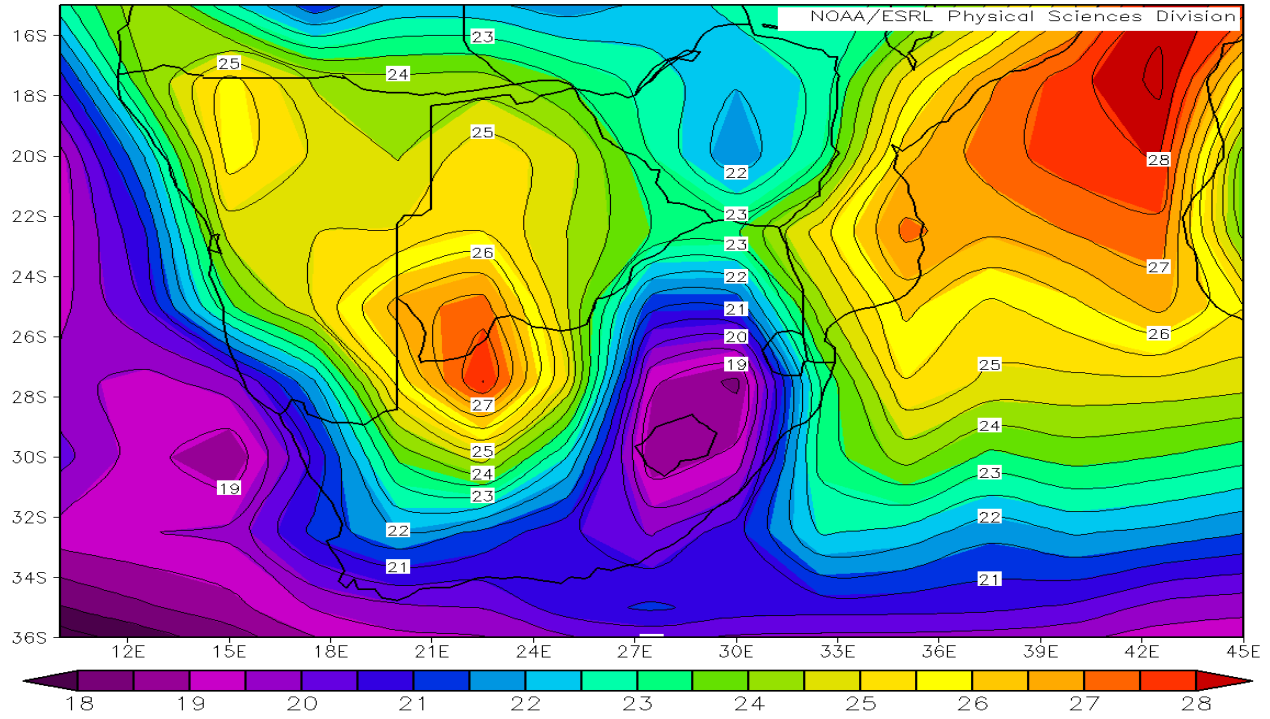 NOAA/ESRL Physical Sciences Division
16S
23
25
24
18S
25
20S
28
22
22S
23
23
26
27
24S
22
21
26S
20
26
19
25
28S
27
24
25
30S
24
23
19
23
32S
22
22
34S
21
21
36S
12E 15E 18E 21E 24E 27E 30E 33E 36E 39E 42E 45E
18 19 20 21 22 23 24 25 26 27 28